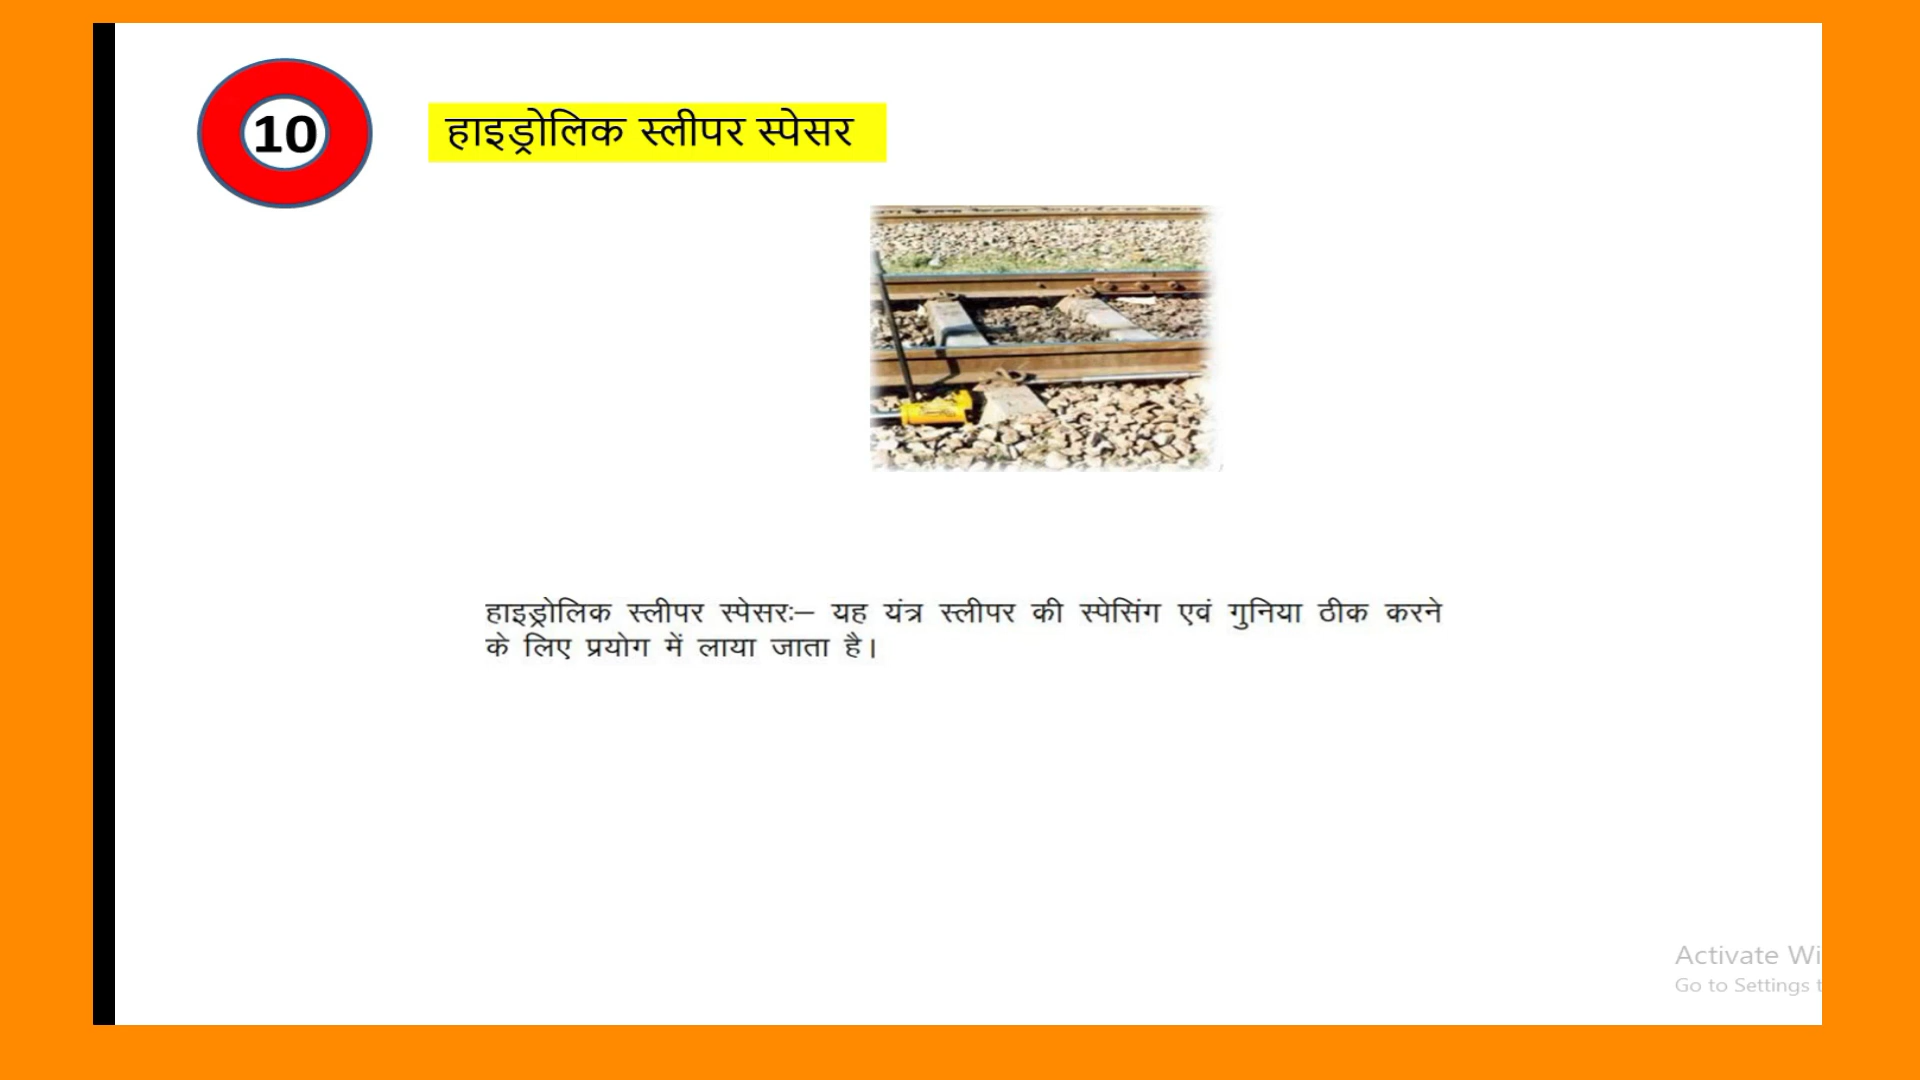 10
हाइड्रोलिक स्लीपर स्पेसर
हाइड्रोलिक स्लीपर स्पेसरः– यह यंत्र स्लीपर की स्पेसिंग एवं गुनिया ठीक करने
के लिए प्रयोग में लाया जाता है।
Activate Wi
Go to Settings t